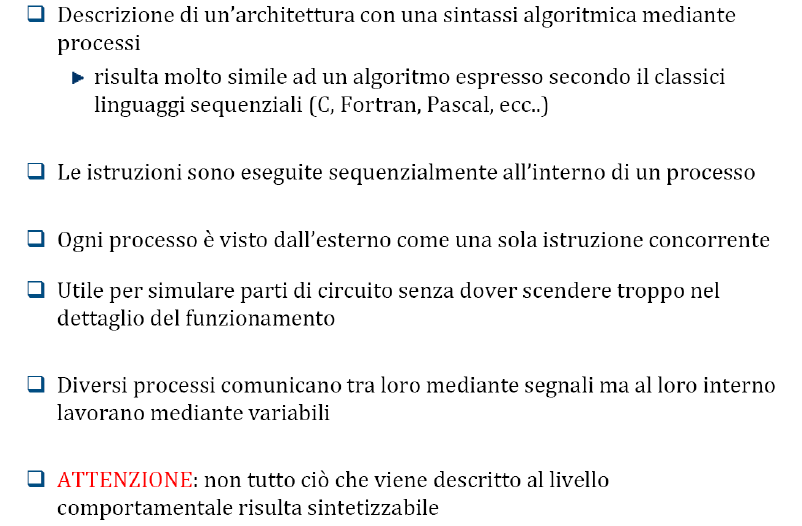 Descrizione di un'architettura con una sintassi algoritmica mediante
processi
risulta molto simile ad un algoritmo espresso secondo il classici
linguaggi sequenziali (C, Fortran, Pascal, ecc..)
Le istruzioni sono eseguite sequenzialmente all'interno di un processo
Ogni processo è visto dall'esterno come una sola istruzione concorrente
Utile per simulare parti di circuito senza dover scendere troppo nel
dettaglio del funzionamento
Diversi processi comunicano tra loro mediante segnali ma al loro interno
lavorano mediante variabili
ATTENZIONE: non tutto ciò che viene descritto al livello
comportamentale risulta sintetizzabile